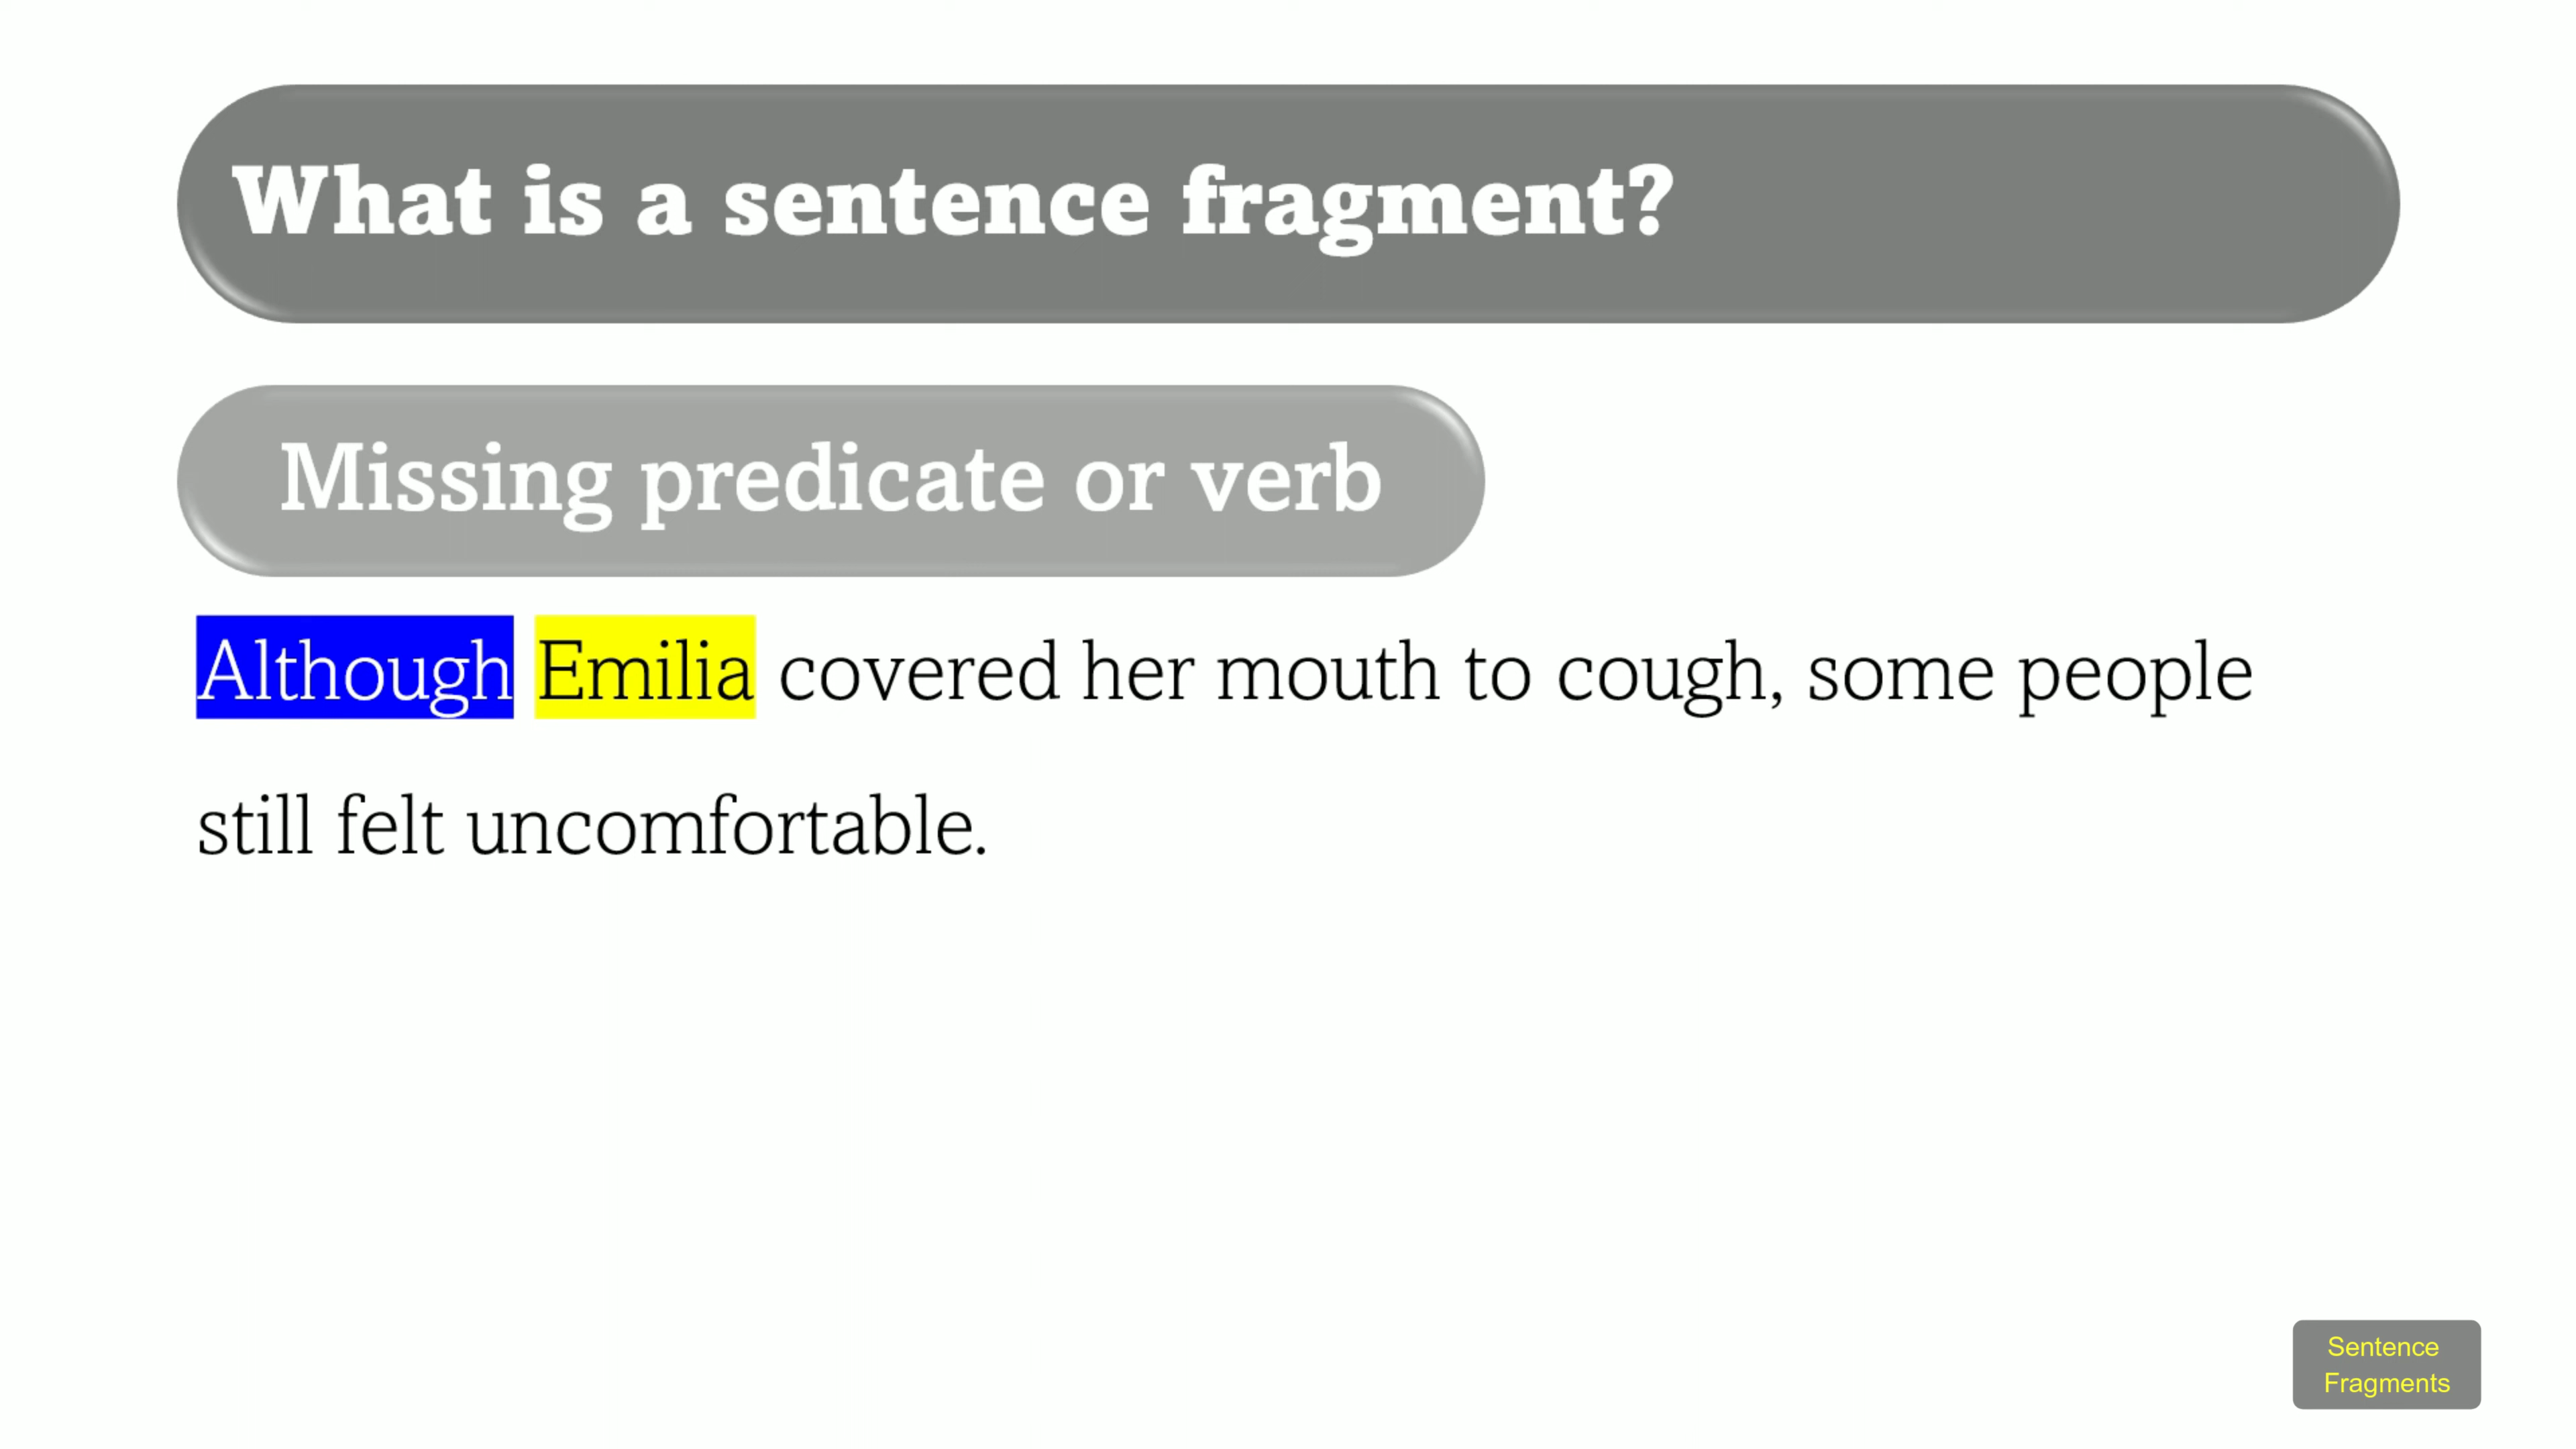 What is a sentence fragment?
Missing predicate or verb
Although Emilia covered her mouth to cough, some people
still felt uncomfortable.
Sentence
Fragments